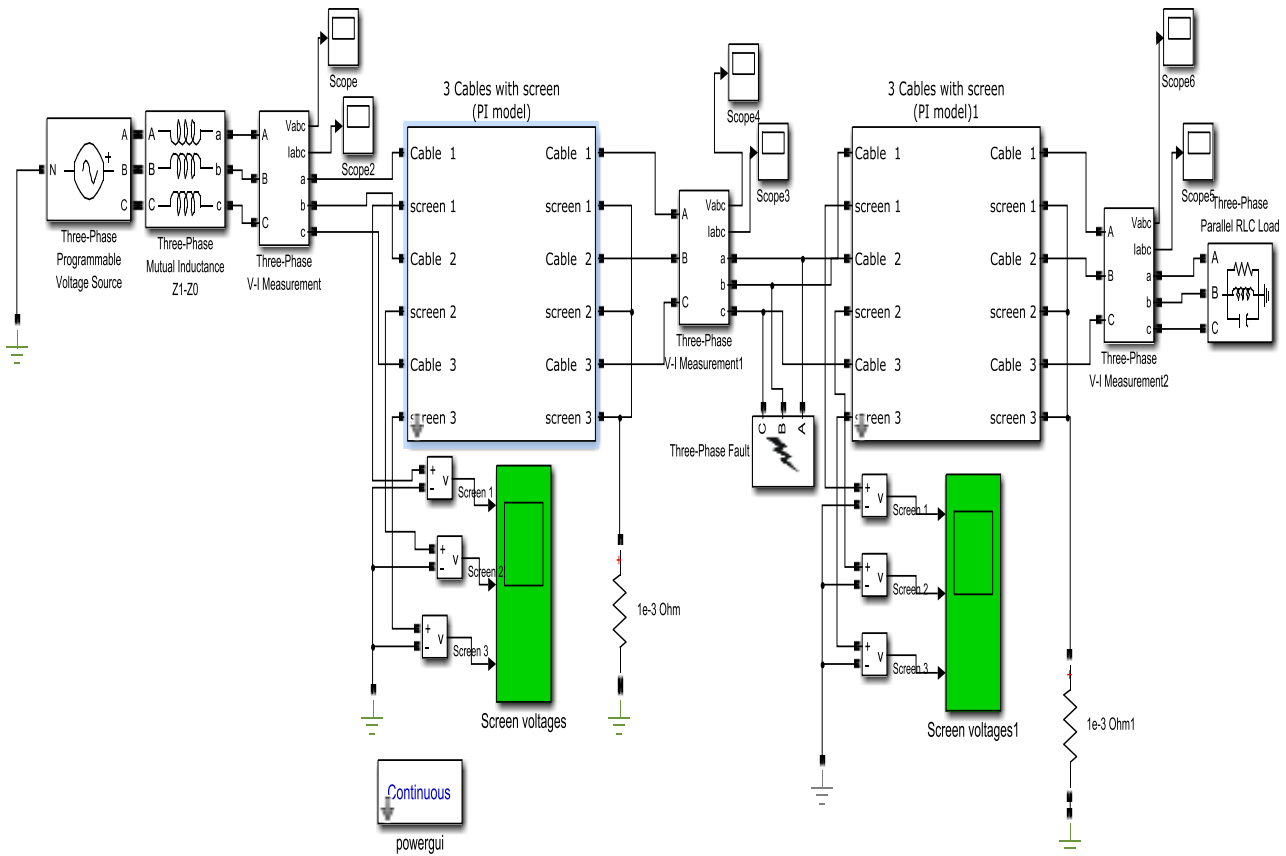 Scope
Scope2
N
A
B
C
A
B
C
a
b
c
A
B
C
Vabc
Iabc
a
b
c
Three-Phase
Programmable
Voltage Source
Three-Phase
Mutual Inductance
Z1-Z0
Three-Phase
V-I Measurement
3 Cables with screen
(PI model)
Cable 1
screen 1
Cable 2
screen 2
Cable 3
screen 3
Cable 1
screen 1
Cable 2
screen 2
Cable 3
screen 3
Scope4
Scope3
A
B
C
Vabc
Iabc
a
b
c
Three-Phase
V-I Measurement1
C
B
A
Three-Phase Fault
3 Cables with screen
(PI model)1
Cable 1
screen 1
Cable 2
screen 2
Cable 3
screen 3
Cable 1
screen 1
Cable 2
screen 2
Cable 3
screen 3
Scope6
Scope5
A
B
C
Vabc
Iabc
a
b
c
Three-Phase
V-I Measurement2
Three-Phase
Parallel RLC Load
A
B
C
+
-
v
Screen 1
+
-
v
Screen 2
+
-
v
Screen 3
Screen voltages
+
1e-3 Ohm
+
-
v
Screen 1
+
-
v
Screen 2
+
-
v
Screen 3
Screen voltages1
+
1e-3 Ohm1
Continuous
powergui